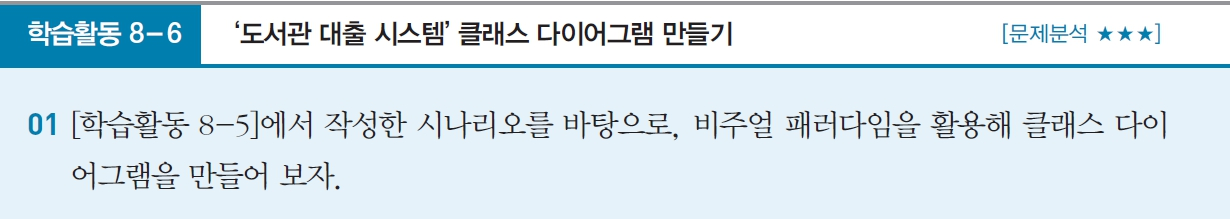 학습활동 8-6 ‘도서관 대출 시스템’ 클래스 다이어그램 만들기 [문제분석 ★★★]
01 [학습활동 8-5]에서 작성한 시나리오를 바탕으로, 비주얼 패러다임을 활용해 클래스 다이
어그램을 만들어 보자.